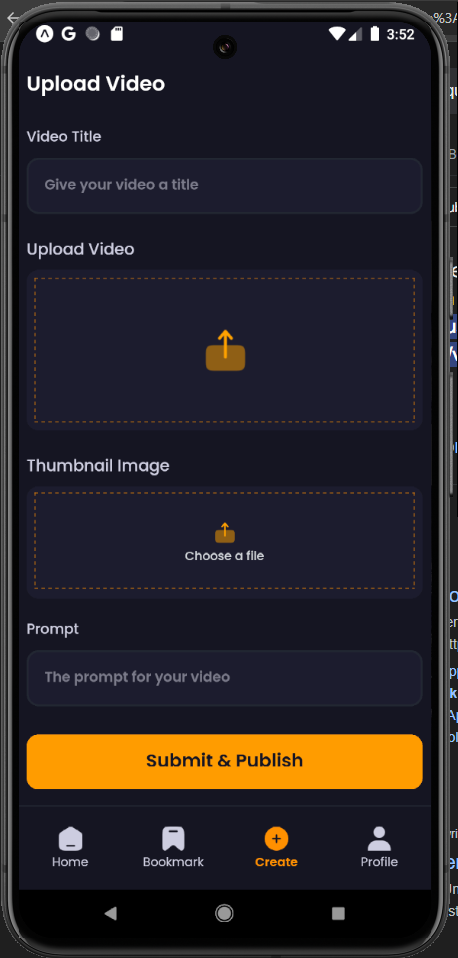 3:52
Upload Video
Video Title
Give your video a title
Upload Video
Thumbnail Image
Choose a file
Prompt
The prompt for your video
Submit & Publish
Home
Bookmark
Create
Profile